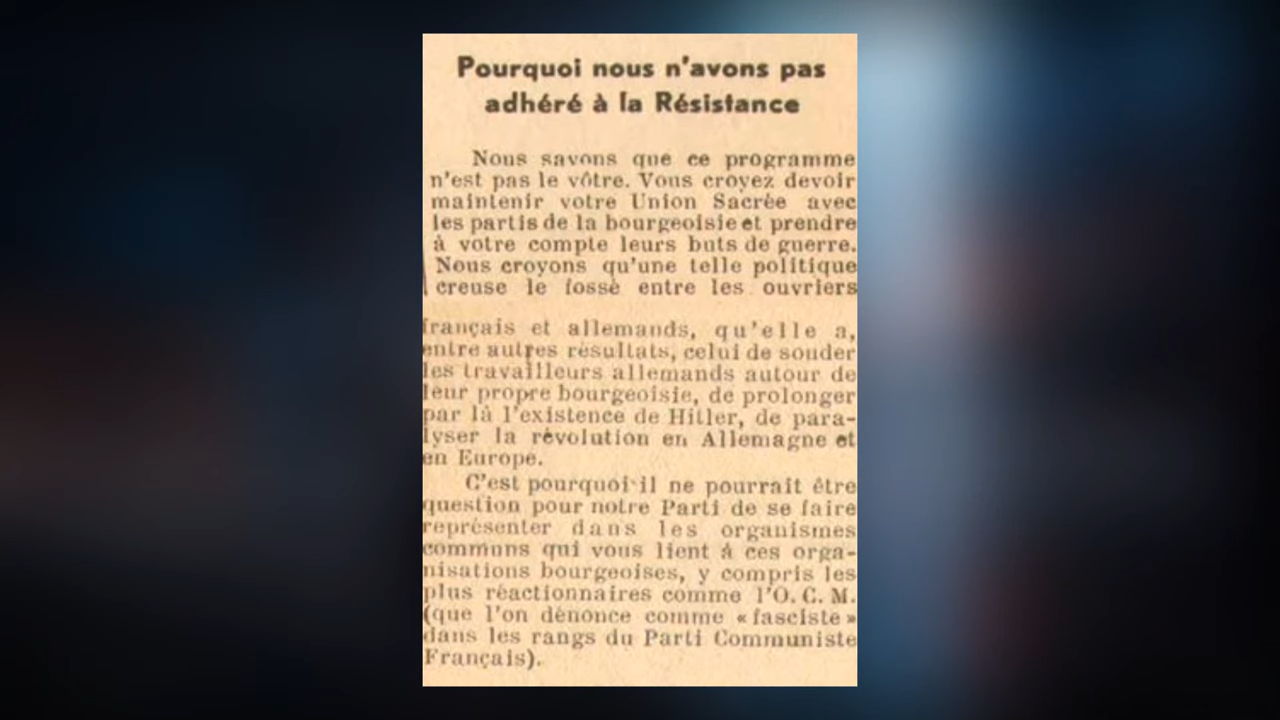 Pourquoi nous n'avons pas
adhéré à la Résistance
Nous savons que ce programme
n'est pas le vôtre. Vous croyez devoir
maintenir votre Union Sacrée avec
les partis de la bourgeoisie et prendre
à votre compte leurs buts de guerre.
Nous croyons qu'une telle politique
creuse le fossé entre les ouvriers
français et allemands, qu'elle a,
entre autres résultats, celui de souder
les travailleurs allemands autour de
leur propre bourgeoisie, de prolonger
par là l'existence de Hitler, de para-
lyser la révolution en Allemagne et
en Europe.
C'est pourquoi il ne pourrait être
question pour notre Parti de se faire
représenter dans les organismes
communs qui vous lient à ces orga-
nisations bourgeoises, y compris les
plus réactionnaires comme l'O. C. M.
(que l'on dénonce comme « fasciste »
dans les rangs du Parti Communiste
Français).